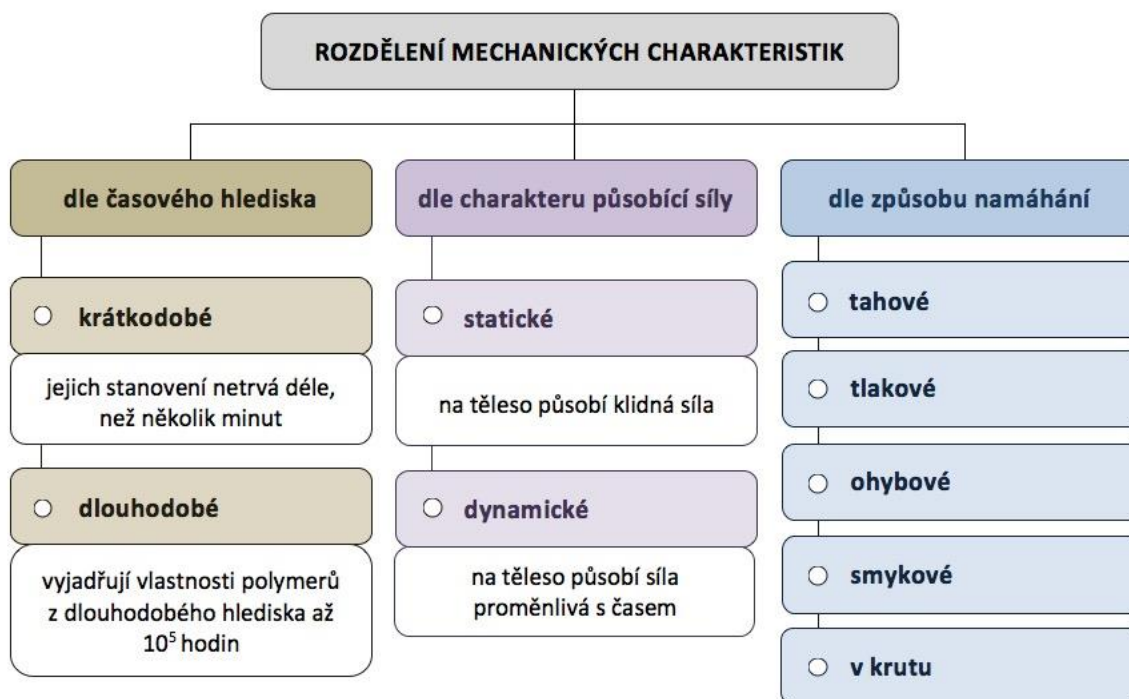 ROZDĚLENÍ MECHANICKÝCH CHARAKTERISTIK
dle časového hlediska
krátkodobé
jejich stanovení netrvá déle,
než několik minut
dlouhodobé
vyjadřují vlastnosti polymerů
z dlouhodobého hlediska až
10⁵ hodin
dle charakteru působící síly
statické
na těleso působí klidná síla
dynamické
na těleso působí síla
proměnlivá s časem
dle způsobu namáhání
tahové
tlakové
ohybové
smykové
v krutu